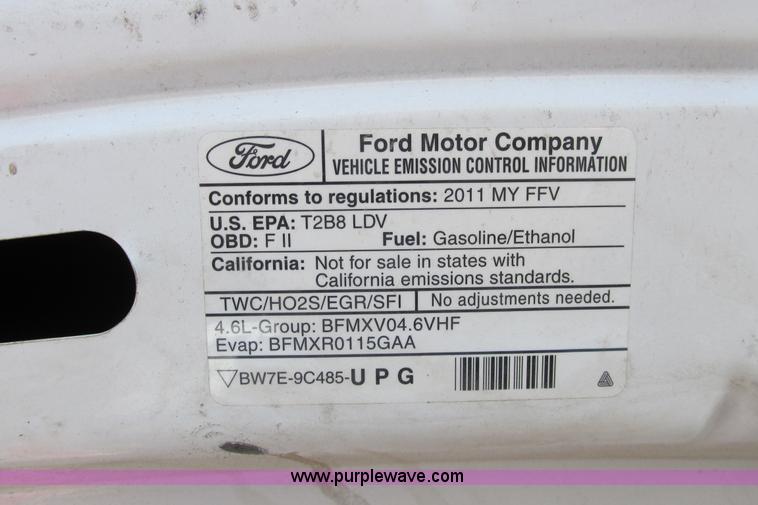 Ford
Ford Motor Company
VEHICLE EMISSION CONTROL INFORMATION
Conforms to regulations: 2011 MY FFV
U.S. EPA: T2B8 LDV
OBD: F II Fuel: Gasoline/Ethanol
California: Not for sale in states with
California emissions standards.
TWC/HO2S/EGR/SFI No adjustments needed.
4.6L-Group: BFMXV04.6VHF
Evap: BFMXR0115GAA
BW7E-9C485-U P G
www.purplewave.com